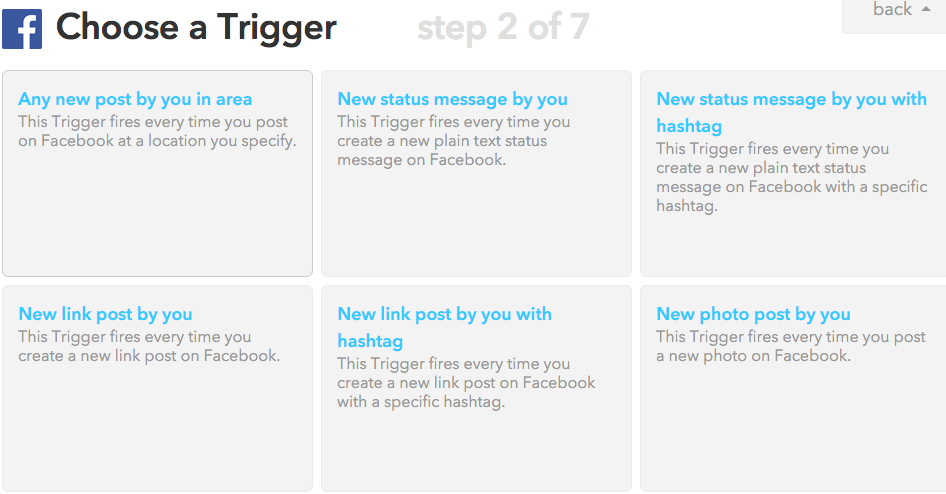 Choose a Trigger step 2 of 7
back
Any new post by you in area
This Trigger fires every time you post
on Facebook at a location you specify.
New status message by you
This Trigger fires every time you
create a new plain text status
message on Facebook.
New status message by you with
hashtag
This Trigger fires every time you
create a new plain text status
message on Facebook with a specific
hashtag.
New link post by you
This Trigger fires every time you
create a new link post on Facebook.
New link post by you with
hashtag
This Trigger fires every time you
create a new link post on Facebook
with a specific hashtag.
New photo post by you
This Trigger fires every time you post
a new photo on Facebook.